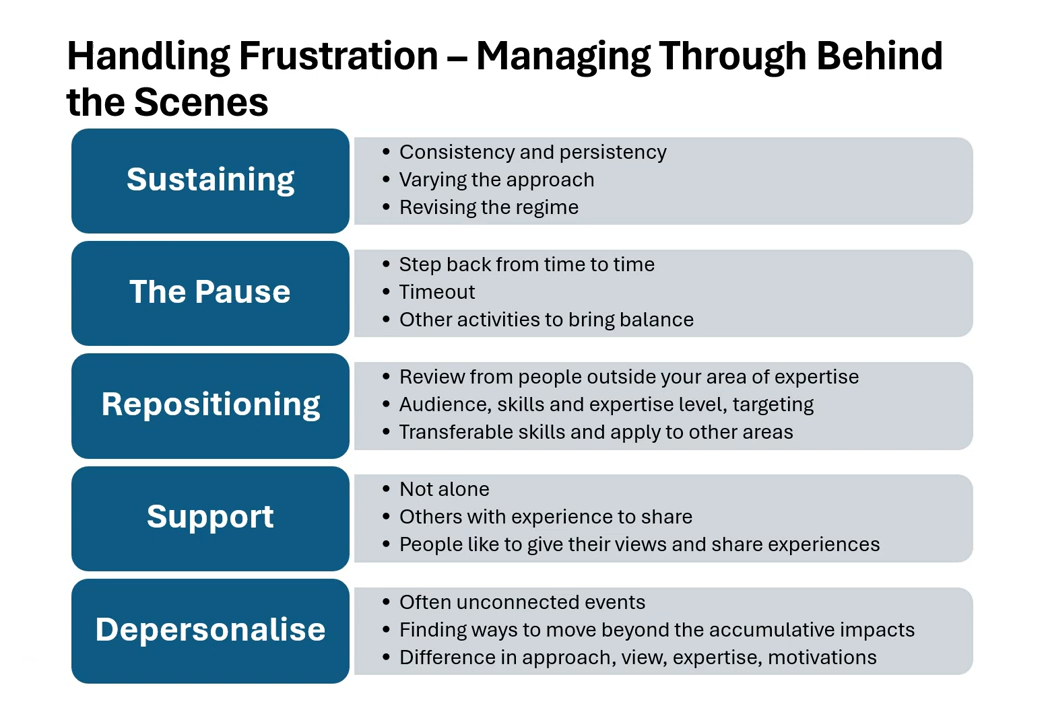 Handling Frustration – Managing Through Behind
the Scenes
Sustaining
• Consistency and persistency
• Varying the approach
• Revising the regime
The Pause
• Step back from time to time
• Timeout
• Other activities to bring balance
Repositioning
• Review from people outside your area of expertise
• Audience, skills and expertise level, targeting
• Transferable skills and apply to other areas
Support
• Not alone
• Others with experience to share
• People like to give their views and share experiences
Depersonalise
• Often unconnected events
• Finding ways to move beyond the accumulative impacts
• Difference in approach, view, expertise, motivations